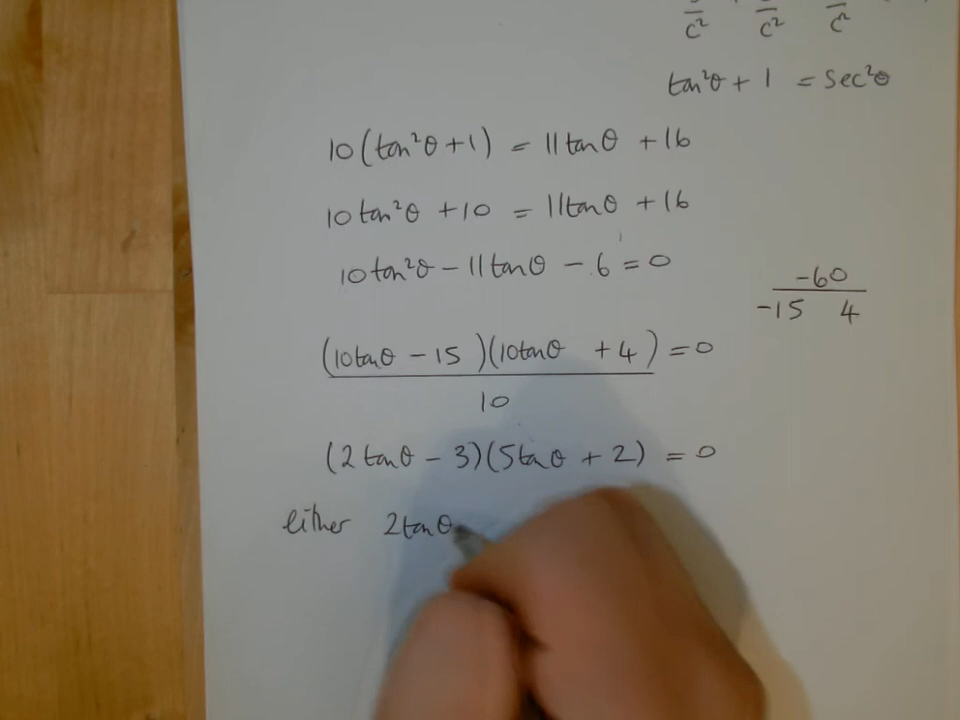 c² c² c²
tan²θ + 1 = sec²θ
10(tan²θ + 1) = 11tanθ + 16
10tan²θ + 10 = 11tanθ + 16
10tan²θ - 11tanθ - 6 = 0
-60
-15 4
(10tanθ - 15)(10tanθ + 4) = 0
10
(2tanθ - 3)(5tanθ + 2) = 0
either 2tanθ